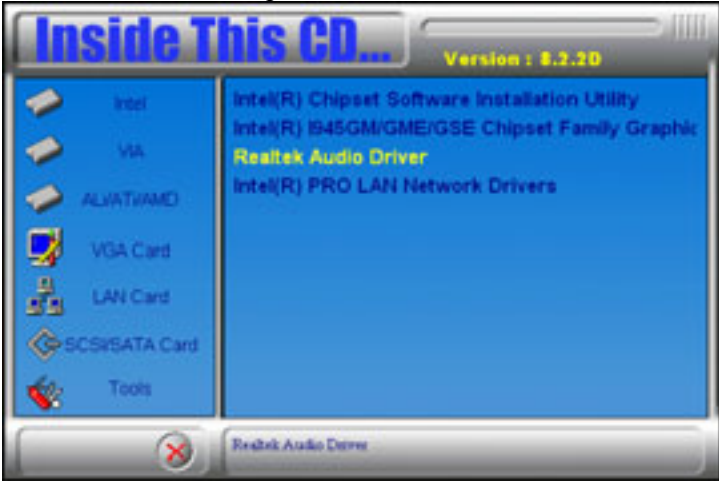 Inside This CD...
Version : 8.2.2D
Intel
VIA
ALi/ATi/AMD
VGA Card
LAN Card
SCSI/SATA Card
Tools
Intel(R) Chipset Software Installation Utility
Intel(R) I945GM/GME/GSE Chipset Family Graphic
Realtek Audio Driver
Intel(R) PRO LAN Network Drivers
Realtek Audio Driver